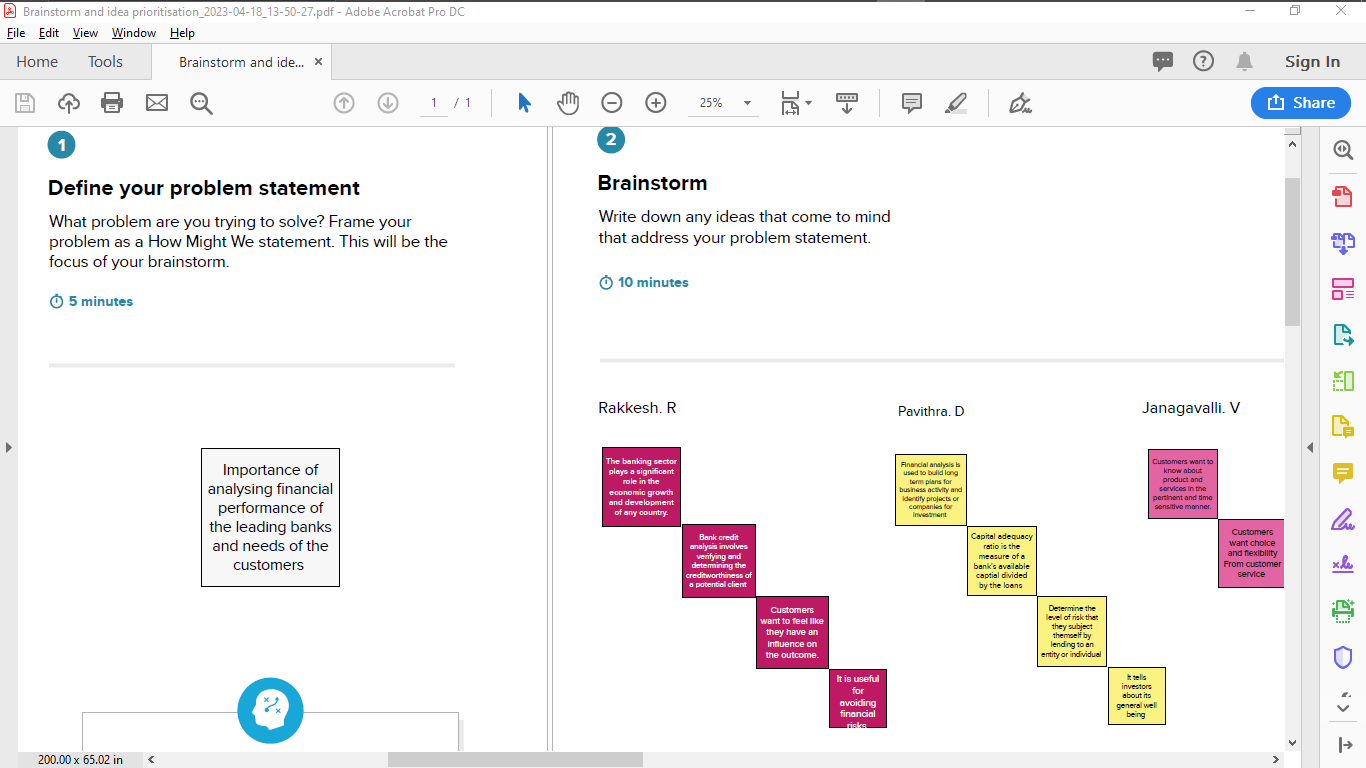 Brainstorm and idea prioritisation_2023-04-18_13-50-27.pdf - Adobe Acrobat Pro DC
File Edit View Window Help
Home Tools Brainstorm and ide... ×
Sign In
1 / 1
25%
Share
1
Define your problem statement
What problem are you trying to solve? Frame your
problem as a How Might We statement. This will be the
focus of your brainstorm.
5 minutes
Importance of
analysing financial
performance of
the leading banks
and needs of the
customers
2
Brainstorm
Write down any ideas that come to mind
that address your problem statement.
10 minutes
Rakkesh. R
The banking sector
plays a significant
role in the
economic growth
and development
of any country.
Bank credit
analysis involves
verifying and
determining the
creditworthiness of
a potential client
Customers
want to feel like
they have an
influence on
the outcome.
It is useful
for
avoiding
financial
risks
Pavithra. D
Financial analysis is
used to build long
term plans for
business activity and
identify projects or
companies for
investment
Capital adequacy
ratio is the
measure of a
bank's available
captial divided
by the loans
Determine the
level of risk that
they subject
themself by
lending to an
entity or individual
It tells
investors
about its
general well
being
Janagavalli. V
Customers want to
know about
product and
services in the
pertinent and time
sensitive manner.
Customers
want choice
and flexibility
From customer
service
200.00 x 65.02 in